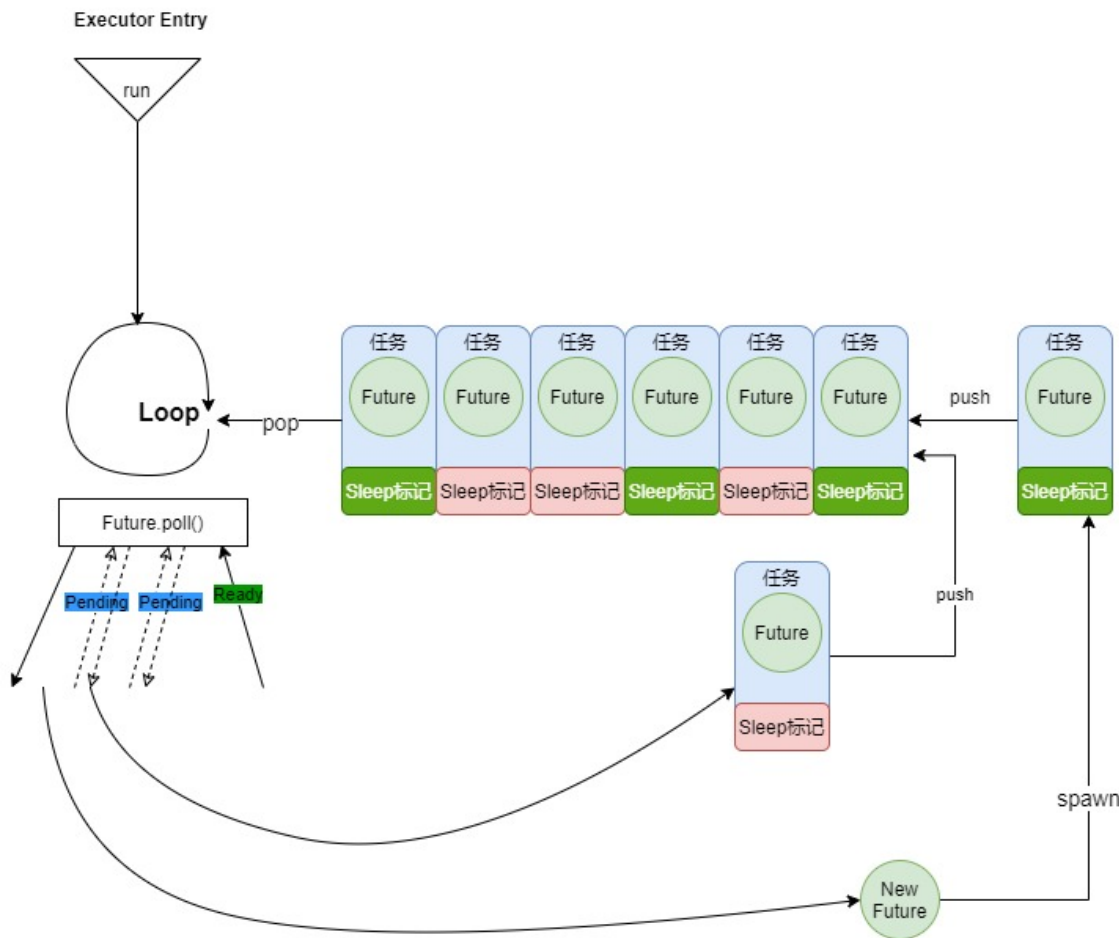 Executor Entry
run
任务 任务 任务 任务 任务 任务 任务
Future Future Future Future Future Future Future
push
Loop
pop
Sleep标记 Sleep标记 Sleep标记 Sleep标记 Sleep标记 Sleep标记 Sleep标记
Future.poll()
任务
Pending Pending Ready
push
Future
Sleep标记
spawn
New
Future